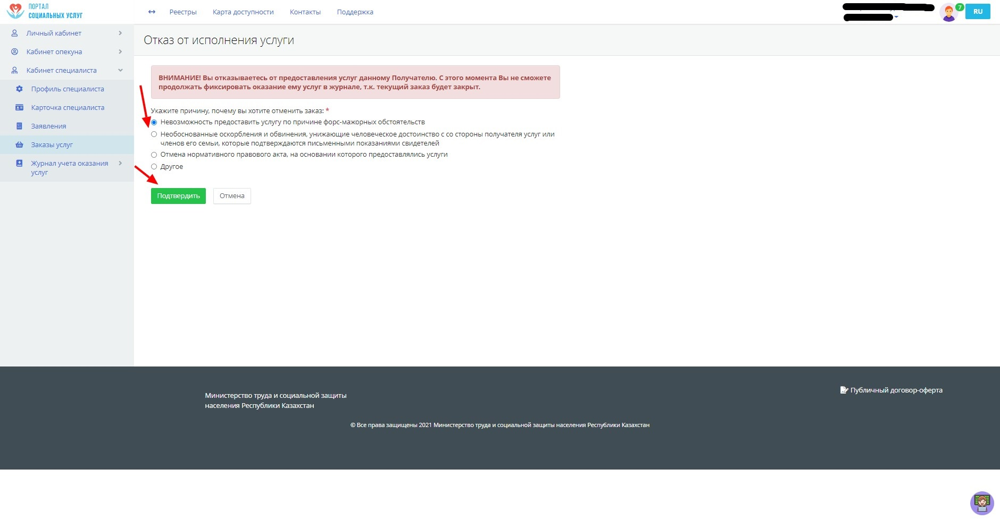 ПОРТАЛ
СОЦИАЛЬНЫХ УСЛУГ
Реестры
Карта доступности
Контакты
Поддержка
7
RU
Личный кабинет
Кабинет опекуна
Кабинет специалиста
Профиль специалиста
Карточка специалиста
Заявления
Заказы услуг
Журнал учета оказания
услуг
Отказ от исполнения услуги
ВНИМАНИЕ! Вы отказываетесь от предоставления услуг данному Получателю. С этого момента Вы не сможете
продолжать фиксировать оказание ему услуг в журнале, т.к. текущий заказ будет закрыт.
Укажите причину, почему вы хотите отменить заказ: *
Невозможность предоставить услугу по причине форс-мажорных обстоятельств
Необоснованные оскорбления и обвинения, унижающие человеческое достоинство с со стороны получателя услуг или
членов его семьи, которые подтверждаются письменными показаниями свидетелей
Отмена нормативного правового акта, на основании которого предоставлялись услуги
Другое
Подтвердить
Отмена
Министерство труда и социальной защиты
населения Республики Казахстан
Публичный договор-оферта
© Все права защищены 2021 Министерство труда и социальной защиты населения Республики Казахстан